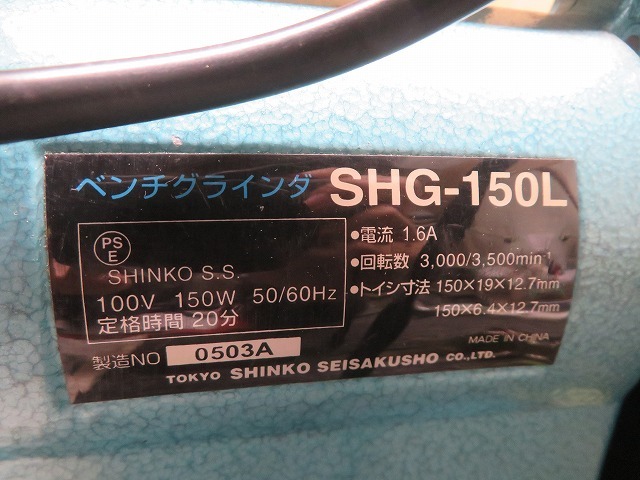 ベンチグラインダ SHG-150L
PS
E
SHINKO S.S.
100V 150W 50/60Hz
定格時間 20分
•電流 1.6A
•回転数 3,000/3,500min⁻¹
•トイシ寸法 150×19×12.7mm
150×6.4×12.7mm
製造NO 0503A
MADE IN CHINA
TOKYO SHINKO SEISAKUSHO CO.,LTD.